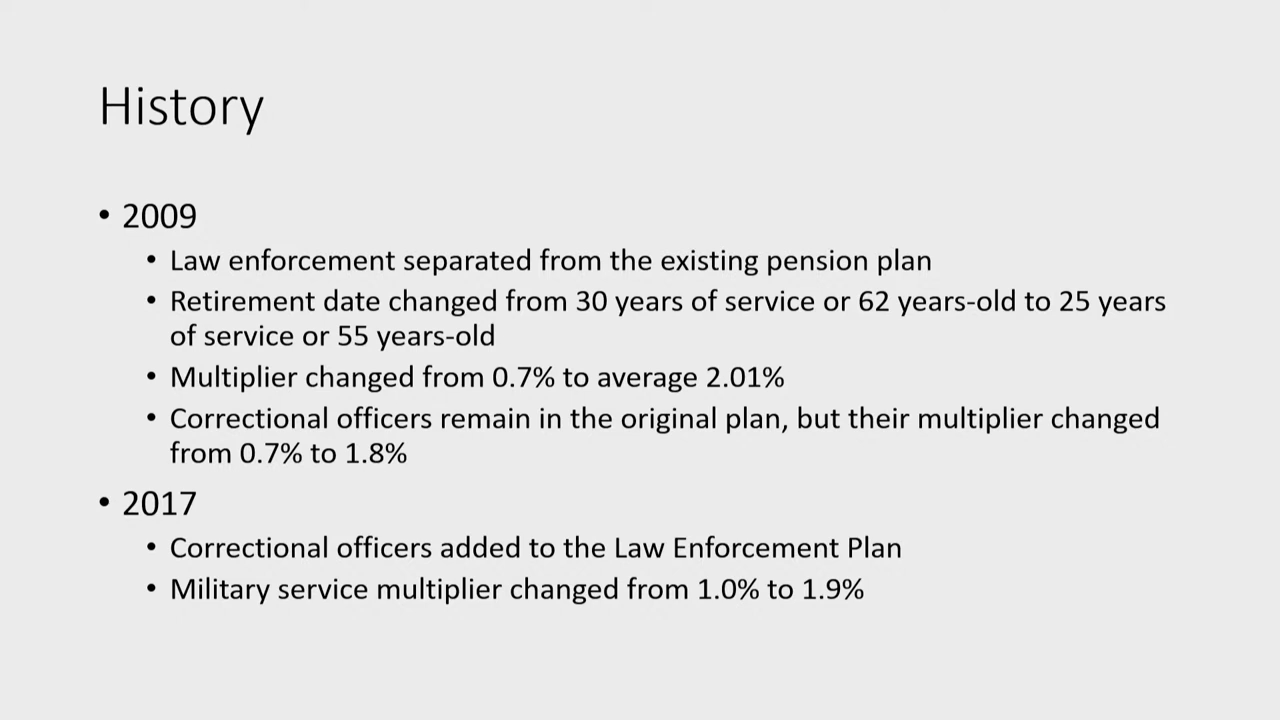 History
• 2009
• Law enforcement separated from the existing pension plan
• Retirement date changed from 30 years of service or 62 years-old to 25 years
of service or 55 years-old
• Multiplier changed from 0.7% to average 2.01%
• Correctional officers remain in the original plan, but their multiplier changed
from 0.7% to 1.8%
• 2017
• Correctional officers added to the Law Enforcement Plan
• Military service multiplier changed from 1.0% to 1.9%